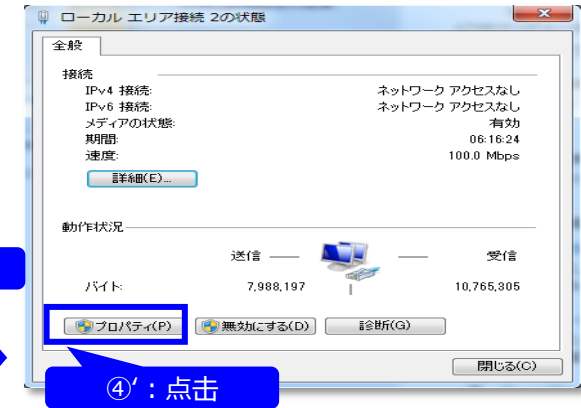 ローカル エリア接続 2の状態
全般
接続
IPv4 接続: ネットワーク アクセスなし
IPv6 接続: ネットワーク アクセスなし
メディアの状態: 有効
期間: 06:16:24
速度: 100.0 Mbps
詳細(E)...
動作状況
送信 受信
バイト: 7,988,197 10,765,305
プロパティ(P) 無効にする(D) 診断(G)
閉じる(C)
④‘：点击